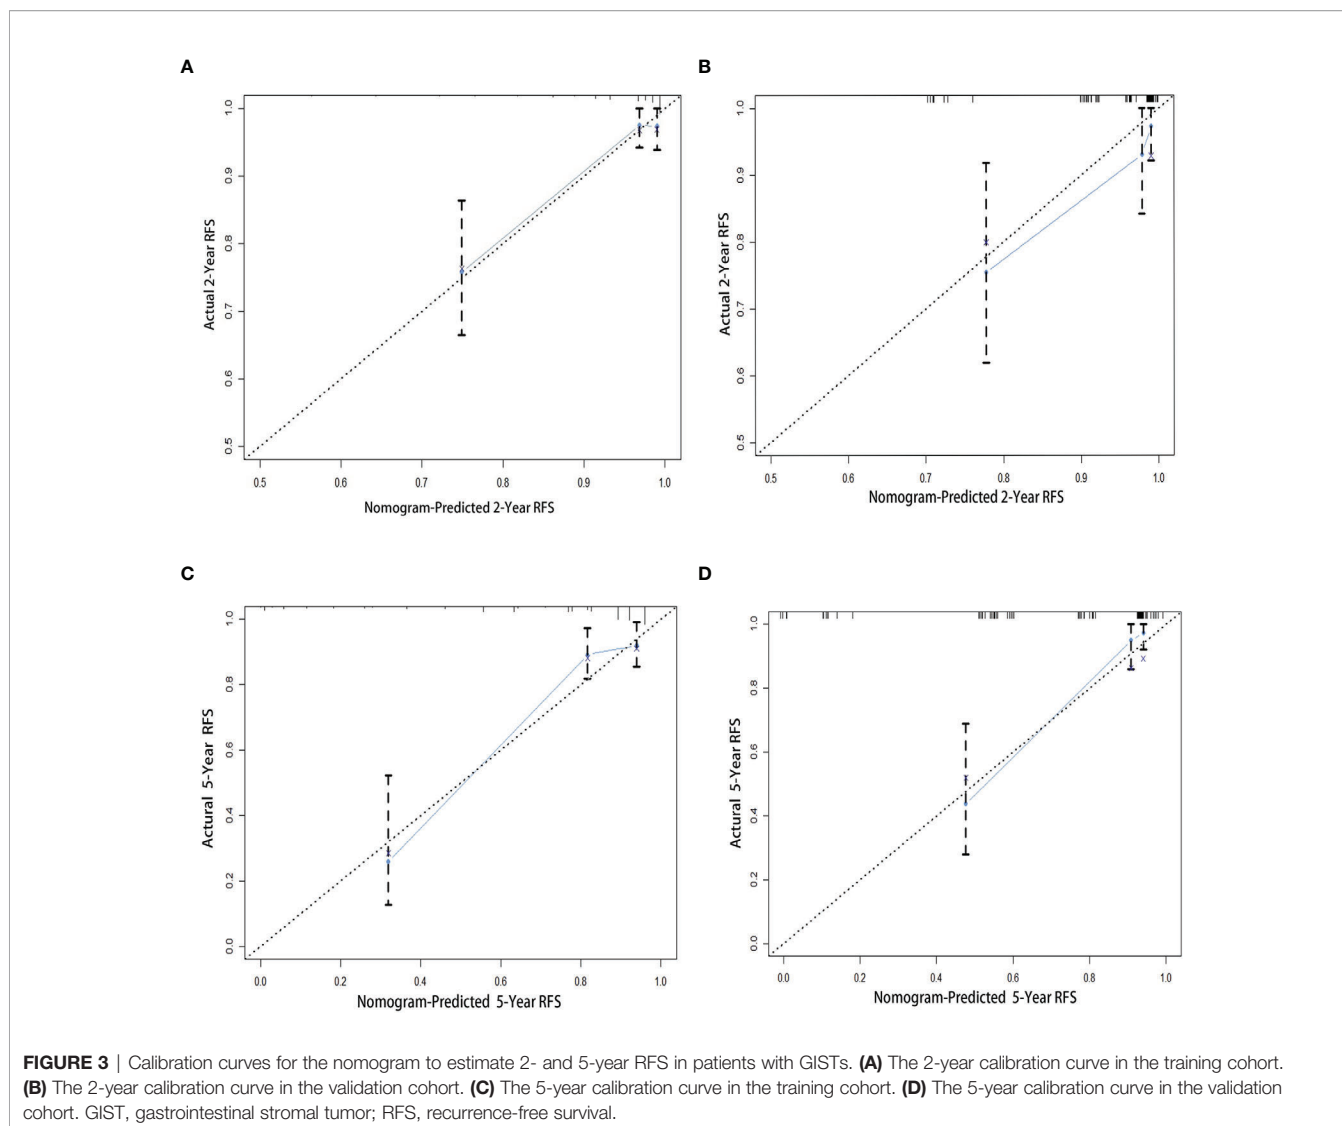 A
Actual 2-Year RFS
1.0
0.9
0.8
0.7
0.6
0.5
0.5 0.6 0.7 0.8 0.9 1.0
Nomogram-Predicted 2-Year RFS
B
Actual 2-Year RFS
1.0
0.9
0.8
0.7
0.6
0.5
0.5 0.6 0.7 0.8 0.9 1.0
Nomogram-Predicted 2-Year RFS
C
Actural 5-Year RFS
1.0
0.8
0.6
0.4
0.2
0.0
0.0 0.2 0.4 0.6 0.8 1.0
Nomogram-Predicted 5-Year RFS
D
Actural 5-Year RFS
1.0
0.8
0.6
0.4
0.2
0.0
0.0 0.2 0.4 0.6 0.8 1.0
Nomogram-Predicted 5-Year RFS
FIGURE 3 | Calibration curves for the nomogram to estimate 2- and 5-year RFS in patients with GISTs. (A) The 2-year calibration curve in the training cohort.
(B) The 2-year calibration curve in the validation cohort. (C) The 5-year calibration curve in the training cohort. (D) The 5-year calibration curve in the validation
cohort. GIST, gastrointestinal stromal tumor; RFS, recurrence-free survival.